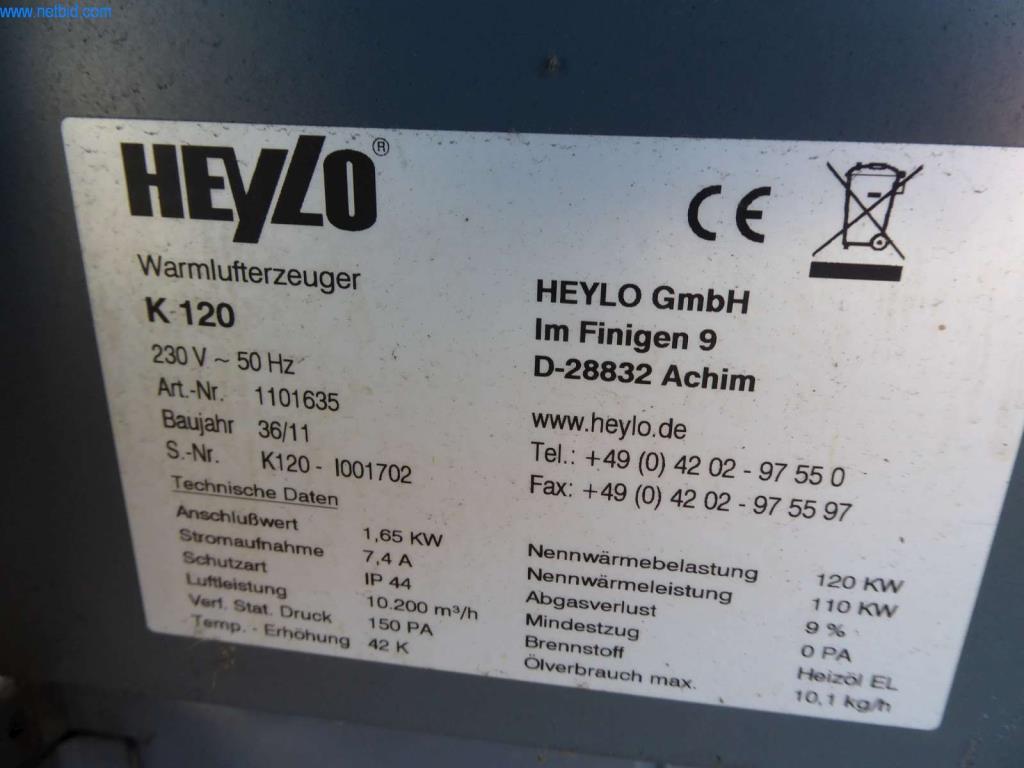 www.netbid.com
HEYLO®
Warmlufterzeuger
K 120
230 V ~ 50 Hz
Art.-Nr. 1101635
Baujahr 36/11
S.-Nr. K120 - I001702
Technische Daten
Anschlußwert 1,65 KW
Stromaufnahme 7,4 A
Schutzart IP 44
Luftleistung 10.200 m³/h
Verf. Stat. Druck 150 PA
Temp. - Erhöhung 42 K
CE
HEYLO GmbH
Im Finigen 9
D-28832 Achim
www.heylo.de
Tel.: +49 (0) 42 02 - 97 55 0
Fax: +49 (0) 42 02 - 97 55 97
Nennwärmebelastung 120 KW
Nennwärmeleistung 110 KW
Abgasverlust 9 %
Mindestzug 0 PA
Brennstoff Heizöl EL
Ölverbrauch max. 10,1 kg/h